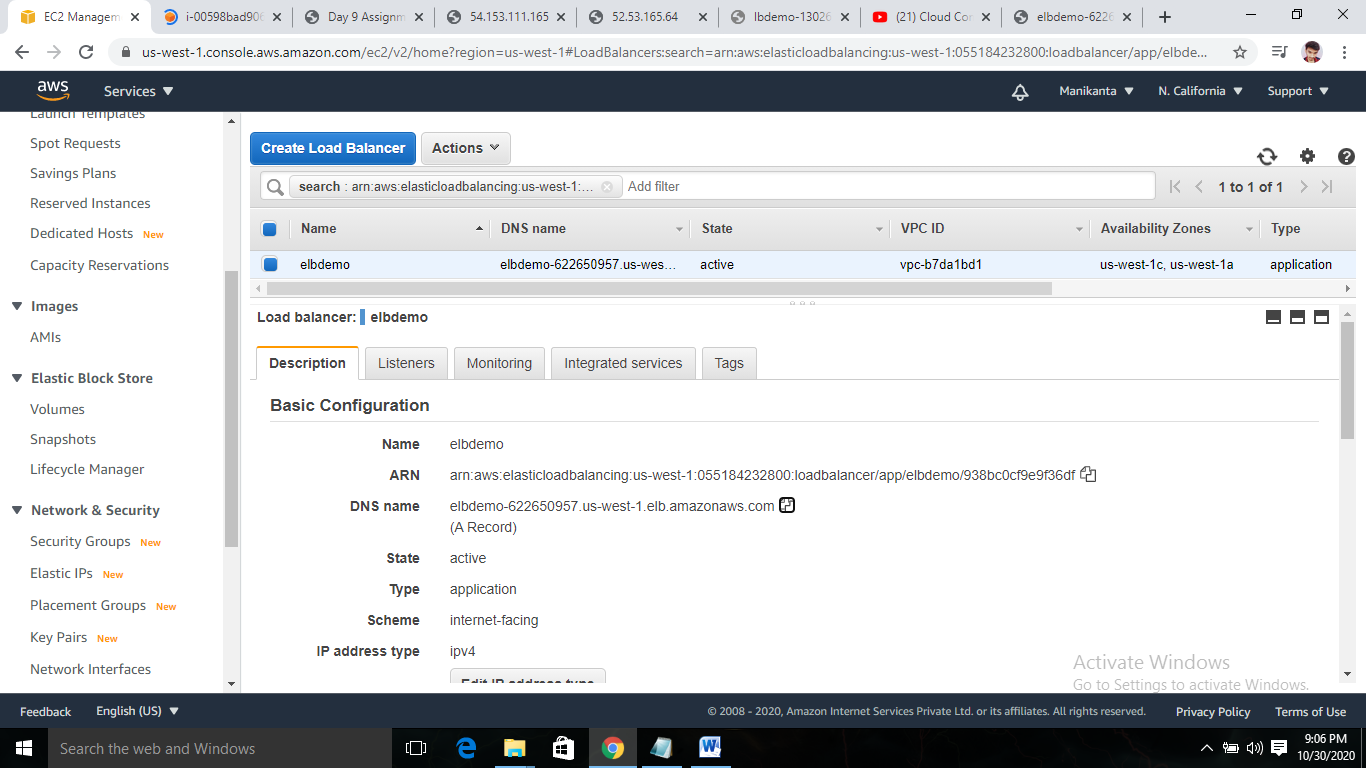 EC2 Managem
i-00598bad906
Day 9 Assignm
54.153.111.165
52.53.165.64
lbdemo-13026
(21) Cloud Cor
elbdemo-6226
us-west-1.console.aws.amazon.com/ec2/v2/home?region=us-west-1#LoadBalancers:search=arn:aws:elasticloadbalancing:us-west-1:055184232800:loadbalancer/app/elbde...
aws
Services
Manikanta
N. California
Support
Launch Templates
Spot Requests
Savings Plans
Reserved Instances
Dedicated Hosts New
Capacity Reservations
Images
AMIs
Elastic Block Store
Volumes
Snapshots
Lifecycle Manager
Network & Security
Security Groups New
Elastic IPs New
Placement Groups New
Key Pairs New
Network Interfaces
Create Load Balancer
Actions
search : arn:aws:elasticloadbalancing:us-west-1:...
Add filter
1 to 1 of 1
Name DNS name State VPC ID Availability Zones Type
elbdemo elbdemo-622650957.us-wes... active vpc-b7da1bd1 us-west-1c, us-west-1a application
Load balancer: elbdemo
Description Listeners Monitoring Integrated services Tags
Basic Configuration
Name elbdemo
ARN arn:aws:elasticloadbalancing:us-west-1:055184232800:loadbalancer/app/elbdemo/938bc0cf9e9f36df
DNS name elbdemo-622650957.us-west-1.elb.amazonaws.com
(A Record)
State active
Type application
Scheme internet-facing
IP address type ipv4
Edit IP address type
Activate Windows
Go to Settings to activate Windows.
Feedback English (US) © 2008 - 2020, Amazon Internet Services Private Ltd. or its affiliates. All rights reserved. Privacy Policy Terms of Use
Search the web and Windows
9:06 PM
10/30/2020